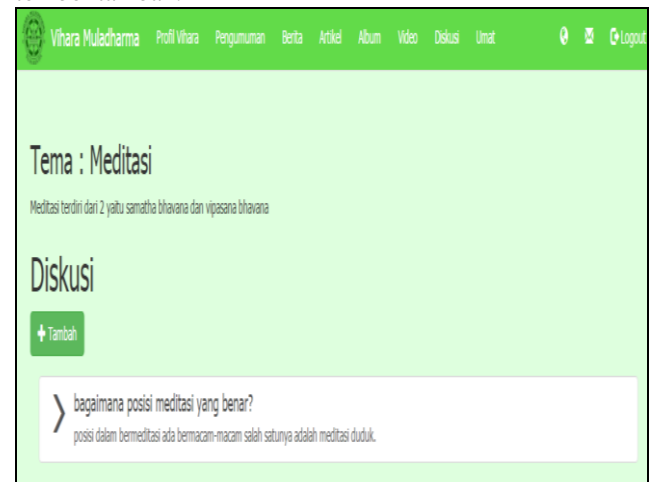 Vihara Muladharma Profil Vihara Pengumuman Berita Artikel Album Video Diskusi Umat Logout
Tema : Meditasi
Meditasi terdiri dari 2 yaitu samatha bhavana dan vipasana bhavana
Diskusi
+ Tambah
bagaimana posisi meditasi yang benar?
posisi dalam bermeditasi ada bermacam-macam salah satunya adalah meditasi duduk.